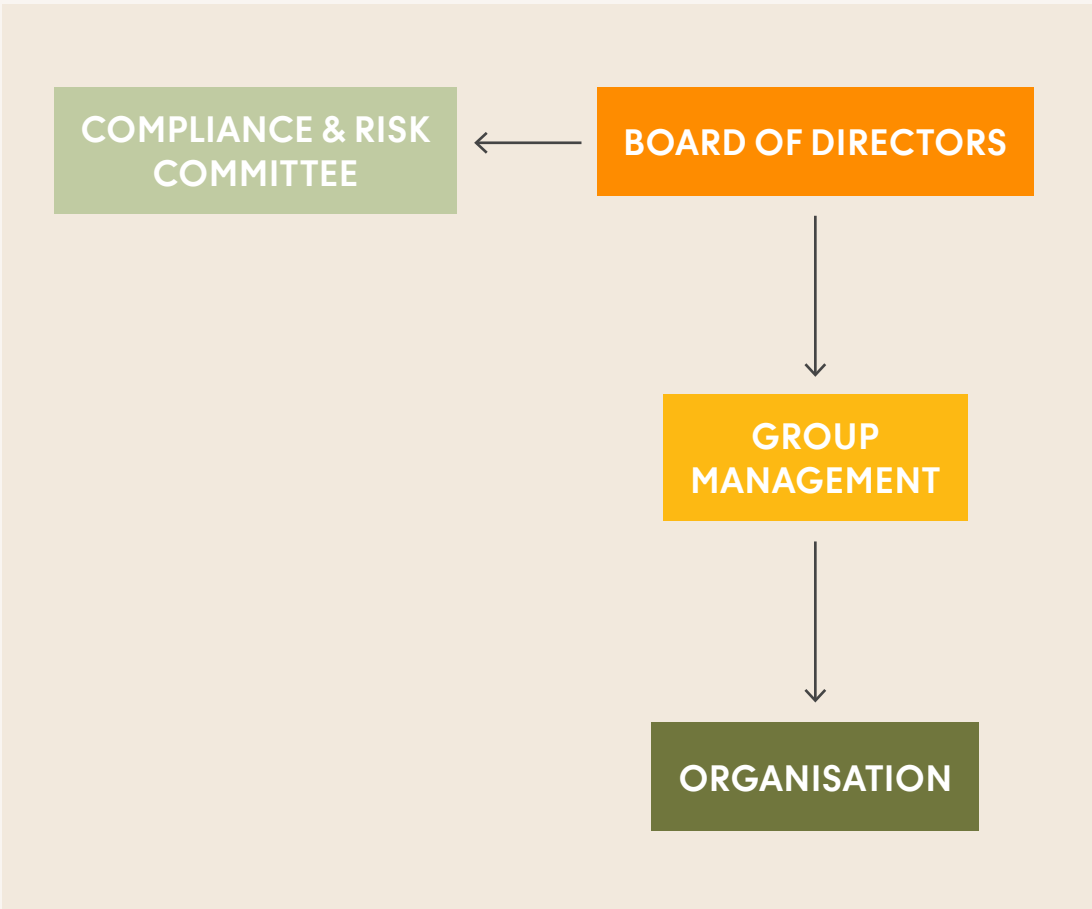 COMPLIANCE & RISK
COMMITTEE
BOARD OF DIRECTORS
GROUP
MANAGEMENT
ORGANISATION